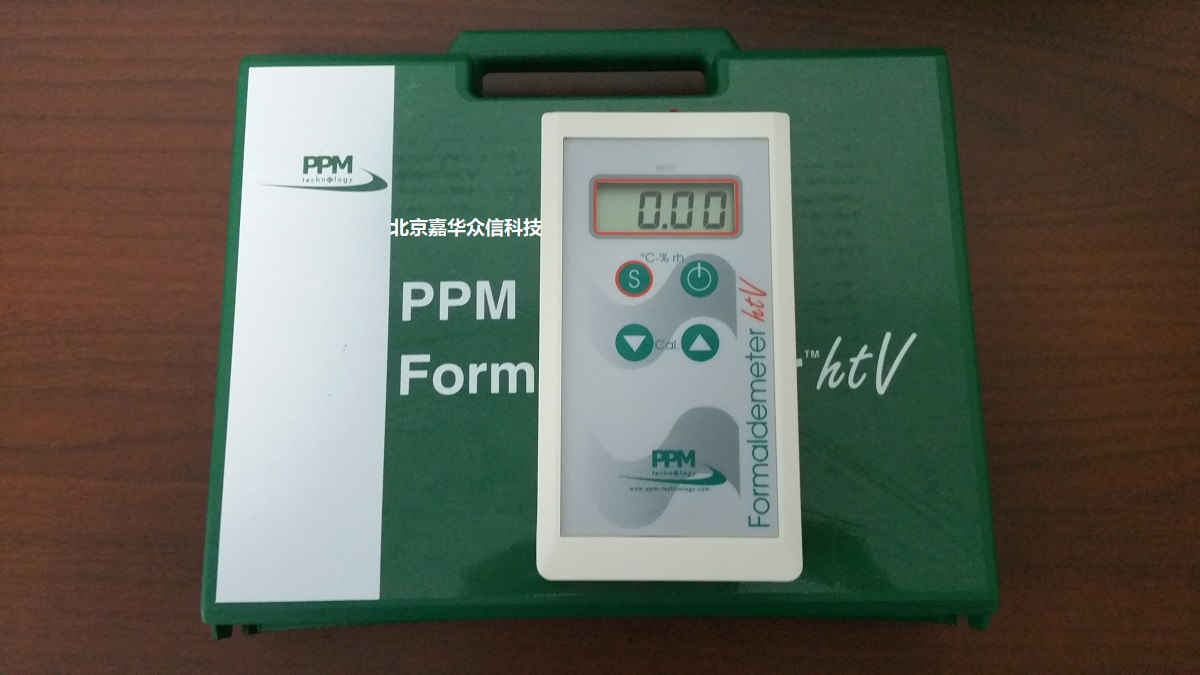 PPM
technology
北京嘉华众信科技
PPM
Form
r™ htV
ppm
0.00
°C-% rh
S
Cal
Formaldemeter htV
PPM
technology
www.ppm-technology.com